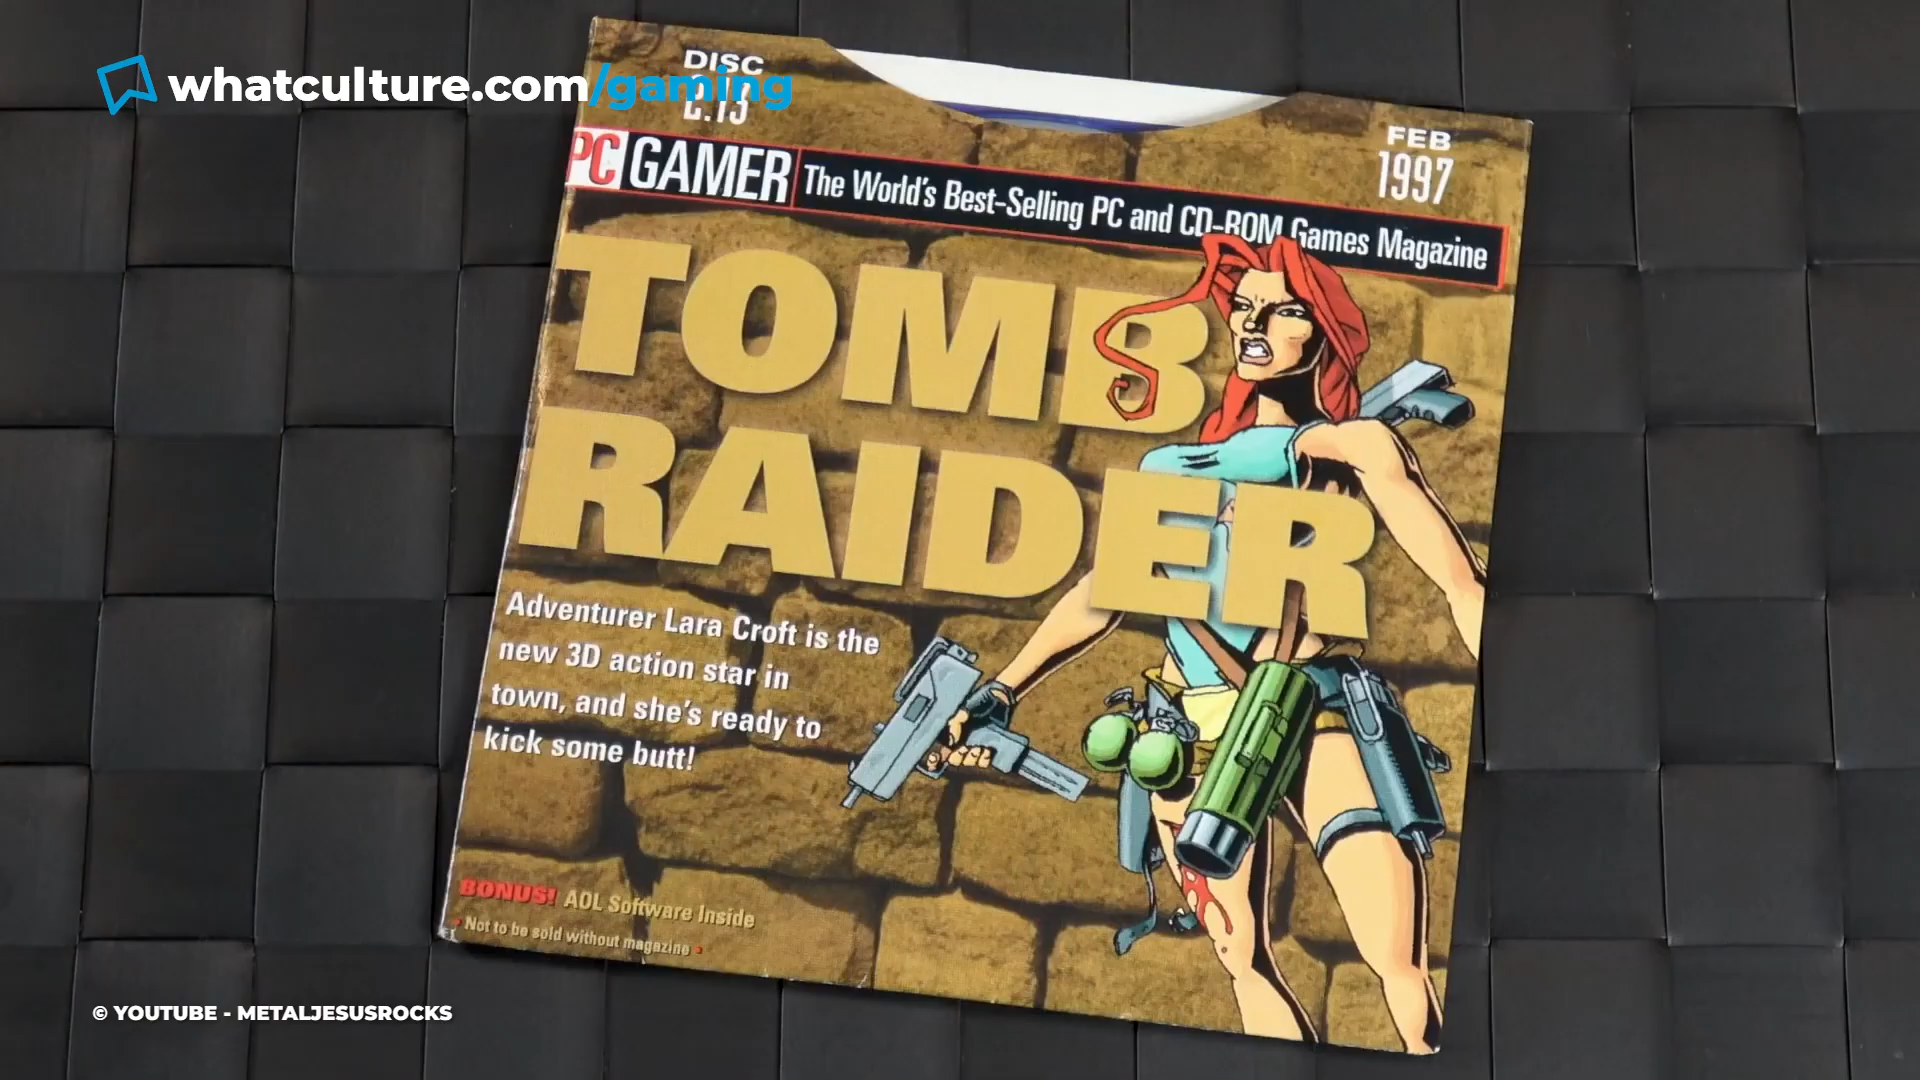 whatculture.com/gaming
DISC
2.13
FEB
1997
PC GAMER The World's Best-Selling PC and CD-ROM Games Magazine
TOMB
RAIDER
Adventurer Lara Croft is the
new 3D action star in
town, and she's ready to
kick some butt!
BONUS! AOL Software Inside
• Not to be sold without magazine •
© YOUTUBE - METALJESUSROCKS